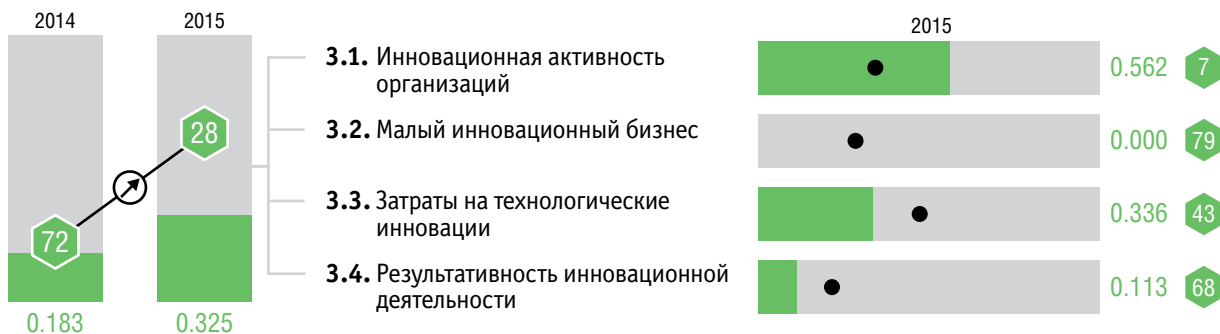 2014
2015
28
72
0.183
0.325
3.1. Инновационная активность
организаций
3.2. Малый инновационный бизнес
3.3. Затраты на технологические
инновации
3.4. Результативность инновационной
деятельности
2015
0.562
7
0.000
79
0.336
43
0.113
68